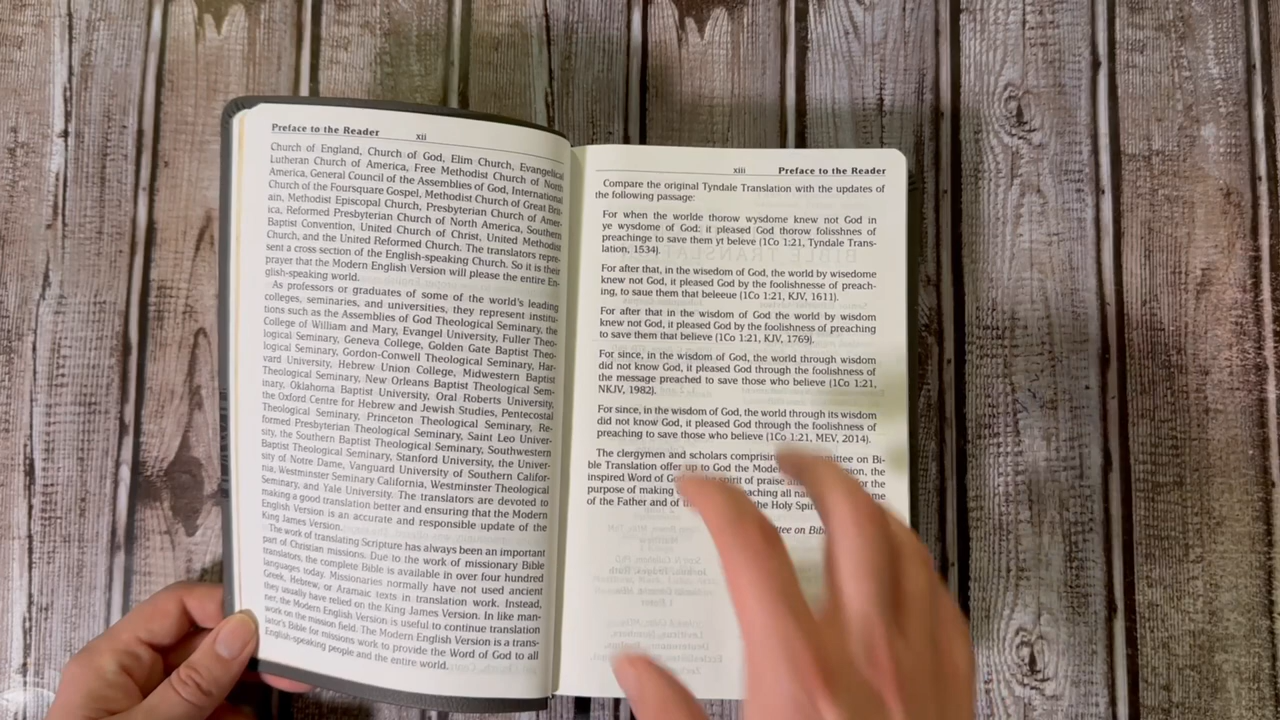 Preface to the Reader xii
Church of England, Church of God, Elim Church, Evangelical
Lutheran Church of America, Free Methodist Church of North
America, General Council of the Assemblies of God, International
Church of the Foursquare Gospel, Methodist Church of Great Brit-
ain, Methodist Episcopal Church, Presbyterian Church of Amer-
ica, Reformed Presbyterian Church of North America, Southern
Baptist Convention, United Church of Christ, United Methodist
Church, and the United Reformed Church. The translators repre-
sent a cross section of the English-speaking Church. So it is their
prayer that the Modern English Version will please the entire En-
glish-speaking world.
As professors or graduates of some of the world's leading
colleges, seminaries, and universities, they represent institu-
tions such as the Assemblies of God Theological Seminary, the
College of William and Mary, Evangel University, Fuller Theo-
logical Seminary, Geneva College, Golden Gate Baptist Theo-
logical Seminary, Gordon-Conwell Theological Seminary, Har-
vard University, Hebrew Union College, Midwestern Baptist
Theological Seminary, New Orleans Baptist Theological Sem-
inary, Oklahoma Baptist University, Oral Roberts University,
the Oxford Centre for Hebrew and Jewish Studies, Pentecostal
Theological Seminary, Princeton Theological Seminary, Re-
formed Presbyterian Theological Seminary, Saint Leo Univer-
sity, the Southern Baptist Theological Seminary, Southwestern
Baptist Theological Seminary, Stanford University, the Univer-
sity of Notre Dame, Vanguard University of Southern Califor-
nia, Westminster Seminary California, Westminster Theological
Seminary, and Yale University. The translators are devoted to
making a good translation better and ensuring that the Modern
English Version is an accurate and responsible update of the
King James Version.
The work of translating Scripture has always been an important
part of Christian missions. Due to the work of missionary Bible
translators, the complete Bible is available in over four hundred
languages today. Missionaries normally have not used ancient
Greek, Hebrew, or Aramaic texts in translation work. Instead,
they usually have relied on the King James Version. In like man-
ner, the Modern English Version is useful to continue translation
work on the mission field. The Modern English Version is a trans-
lator's Bible for missions work to provide the Word of God to all
English-speaking people and the entire world.
xiii Preface to the Reader
Compare the original Tyndale Translation with the updates of
the following passage:
For when the worlde thorow wysdome knew not God in
ye wysdome of God: it pleased God thorow folisshnes of
preachinge to save them yt beleve (1Co 1:21, Tyndale Trans-
lation, 1534).
For after that, in the wisedom of God, the world by wisedome
knew not God, it pleased God by the foolishnesse of preach-
ing, to saue them that beleeue (1Co 1:21, KJV, 1611).
For after that in the wisdom of God the world by wisdom
knew not God, it pleased God by the foolishness of preaching
to save them that believe (1Co 1:21, KJV, 1769).
For since, in the wisdom of God, the world through wisdom
did not know God, it pleased God through the foolishness of
the message preached to save those who believe (1Co 1:21,
NKJV, 1982).
For since, in the wisdom of God, the world through its wisdom
did not know God, it pleased God through the foolishness of
preaching to save those who believe (1Co 1:21, MEV, 2014).
The clergymen and scholars comprising on Bi-
ble Translation offer up to God the the
inspired Word of spirit of praise for the
purpose of making all
of the Father and of the Holy
on